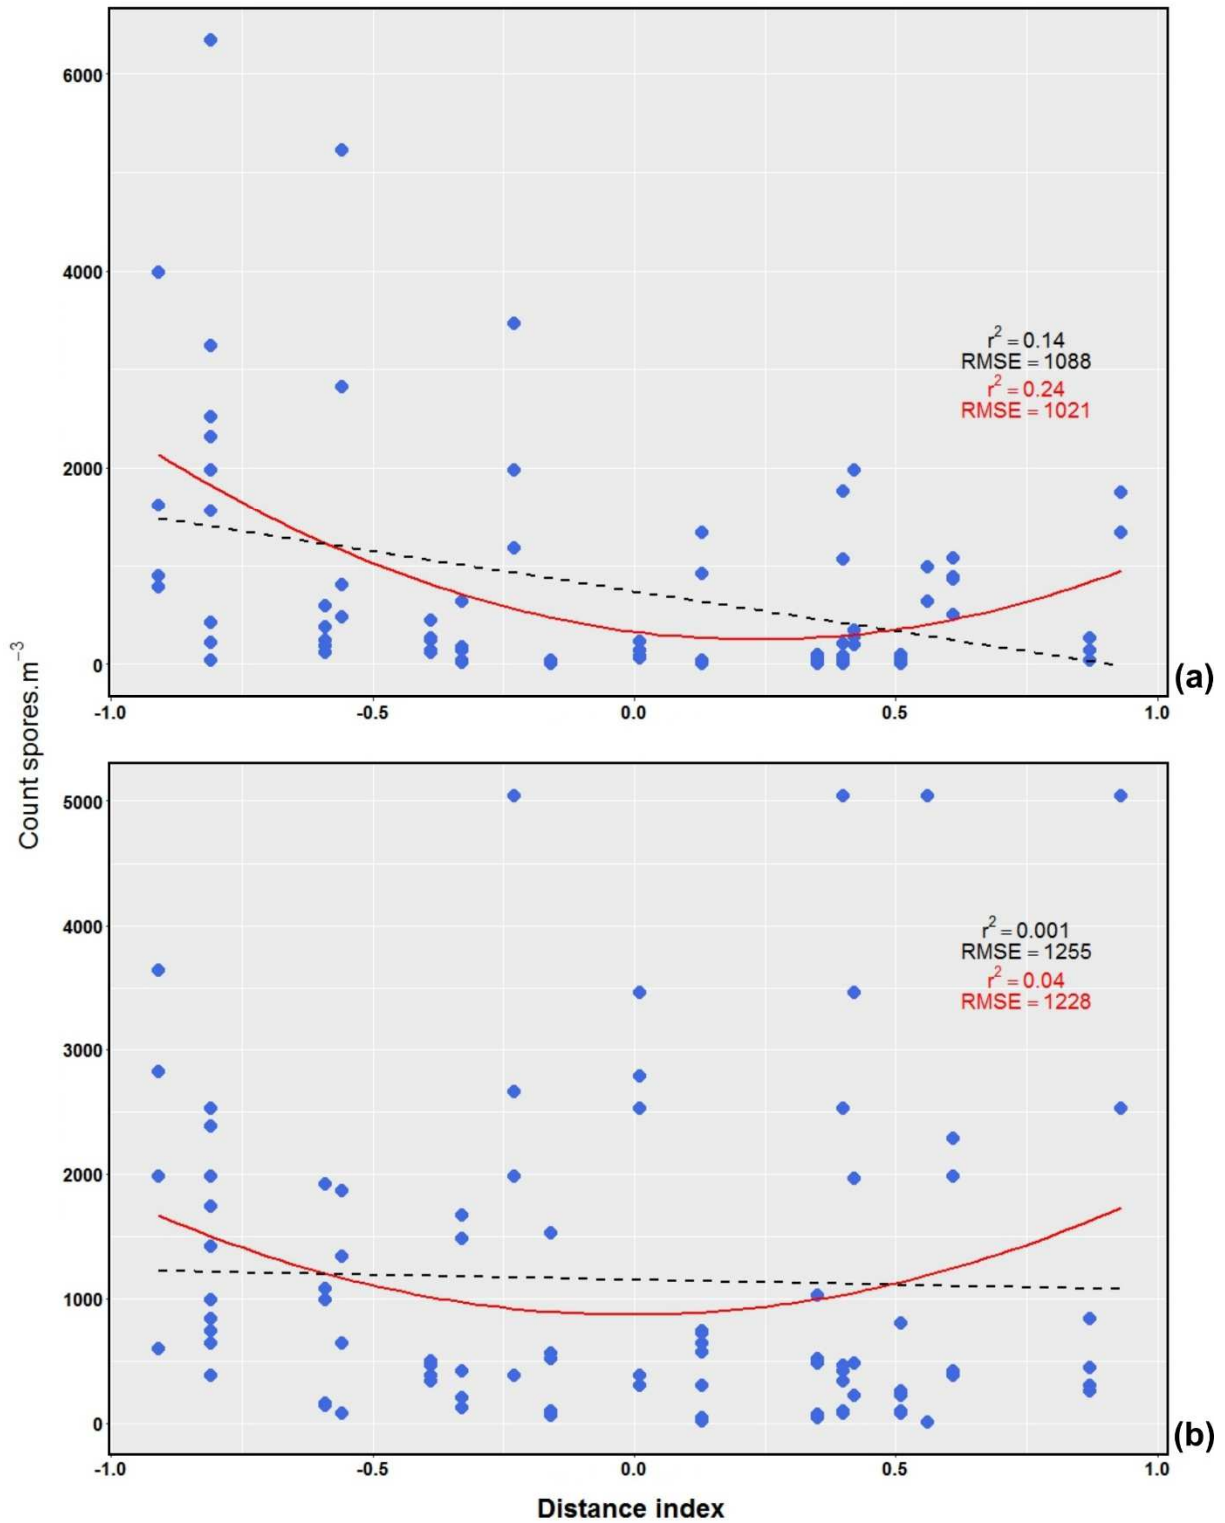 6000
4000
2000
0
r² = 0.14
RMSE = 1088
r² = 0.24
RMSE = 1021
(a)
-1.0 -0.5 0.0 0.5 1.0
Count spores.m⁻³
5000
4000
3000
2000
1000
0
r² = 0.001
RMSE = 1255
r² = 0.04
RMSE = 1228
(b)
-1.0 -0.5 0.0 0.5 1.0
Distance index